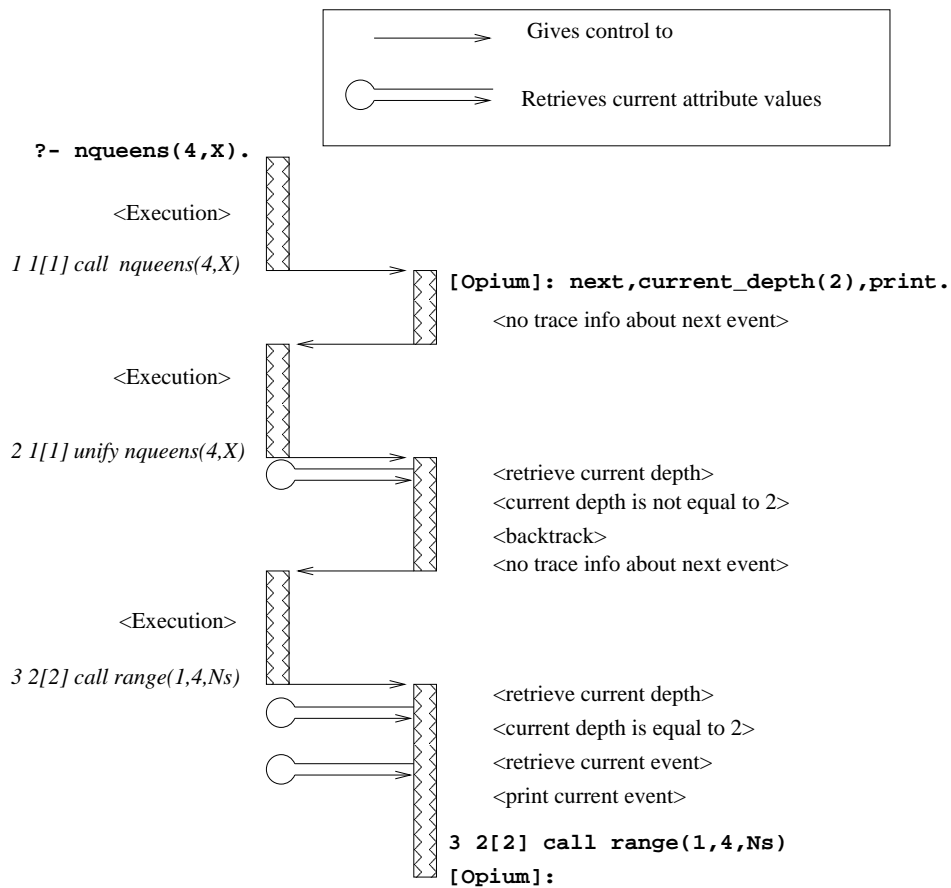 Gives control to
Retrieves current attribute values
?- nqueens(4,X).
<Execution>
1 1[1] call nqueens(4,X)
[Opium]: next,current_depth(2),print.
<no trace info about next event>
<Execution>
2 1[1] unify nqueens(4,X)
<retrieve current depth>
<current depth is not equal to 2>
<backtrack>
<no trace info about next event>
<Execution>
3 2[2] call range(1,4,Ns)
<retrieve current depth>
<current depth is equal to 2>
<retrieve current event>
<print current event>
3 2[2] call range(1,4,Ns)
[Opium]: